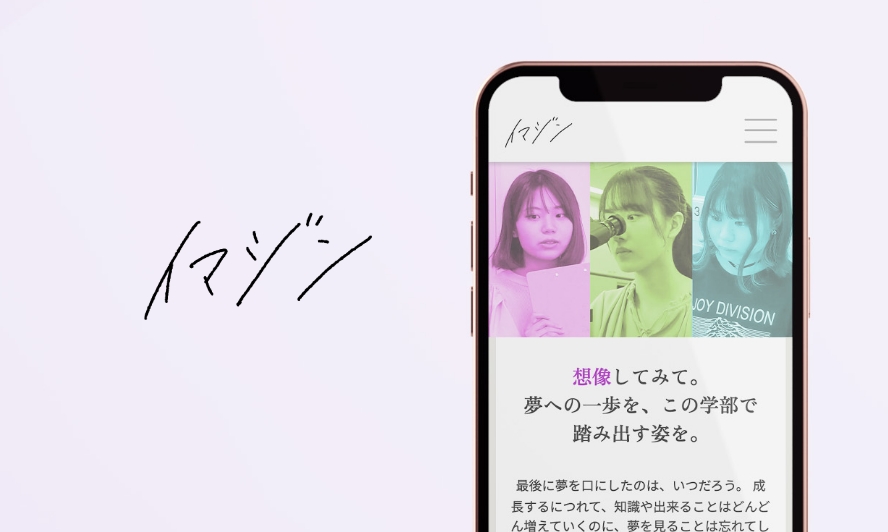 イマジン
イマジン
JOY DIVISION
想像してみて。
夢への一歩を、この学部で
踏み出す姿を。
最後に夢を口にしたのは、いつだろう。 成
長するにつれて、知識や出来ることはどんど
ん増えていくのに、夢を見ることは忘れてし